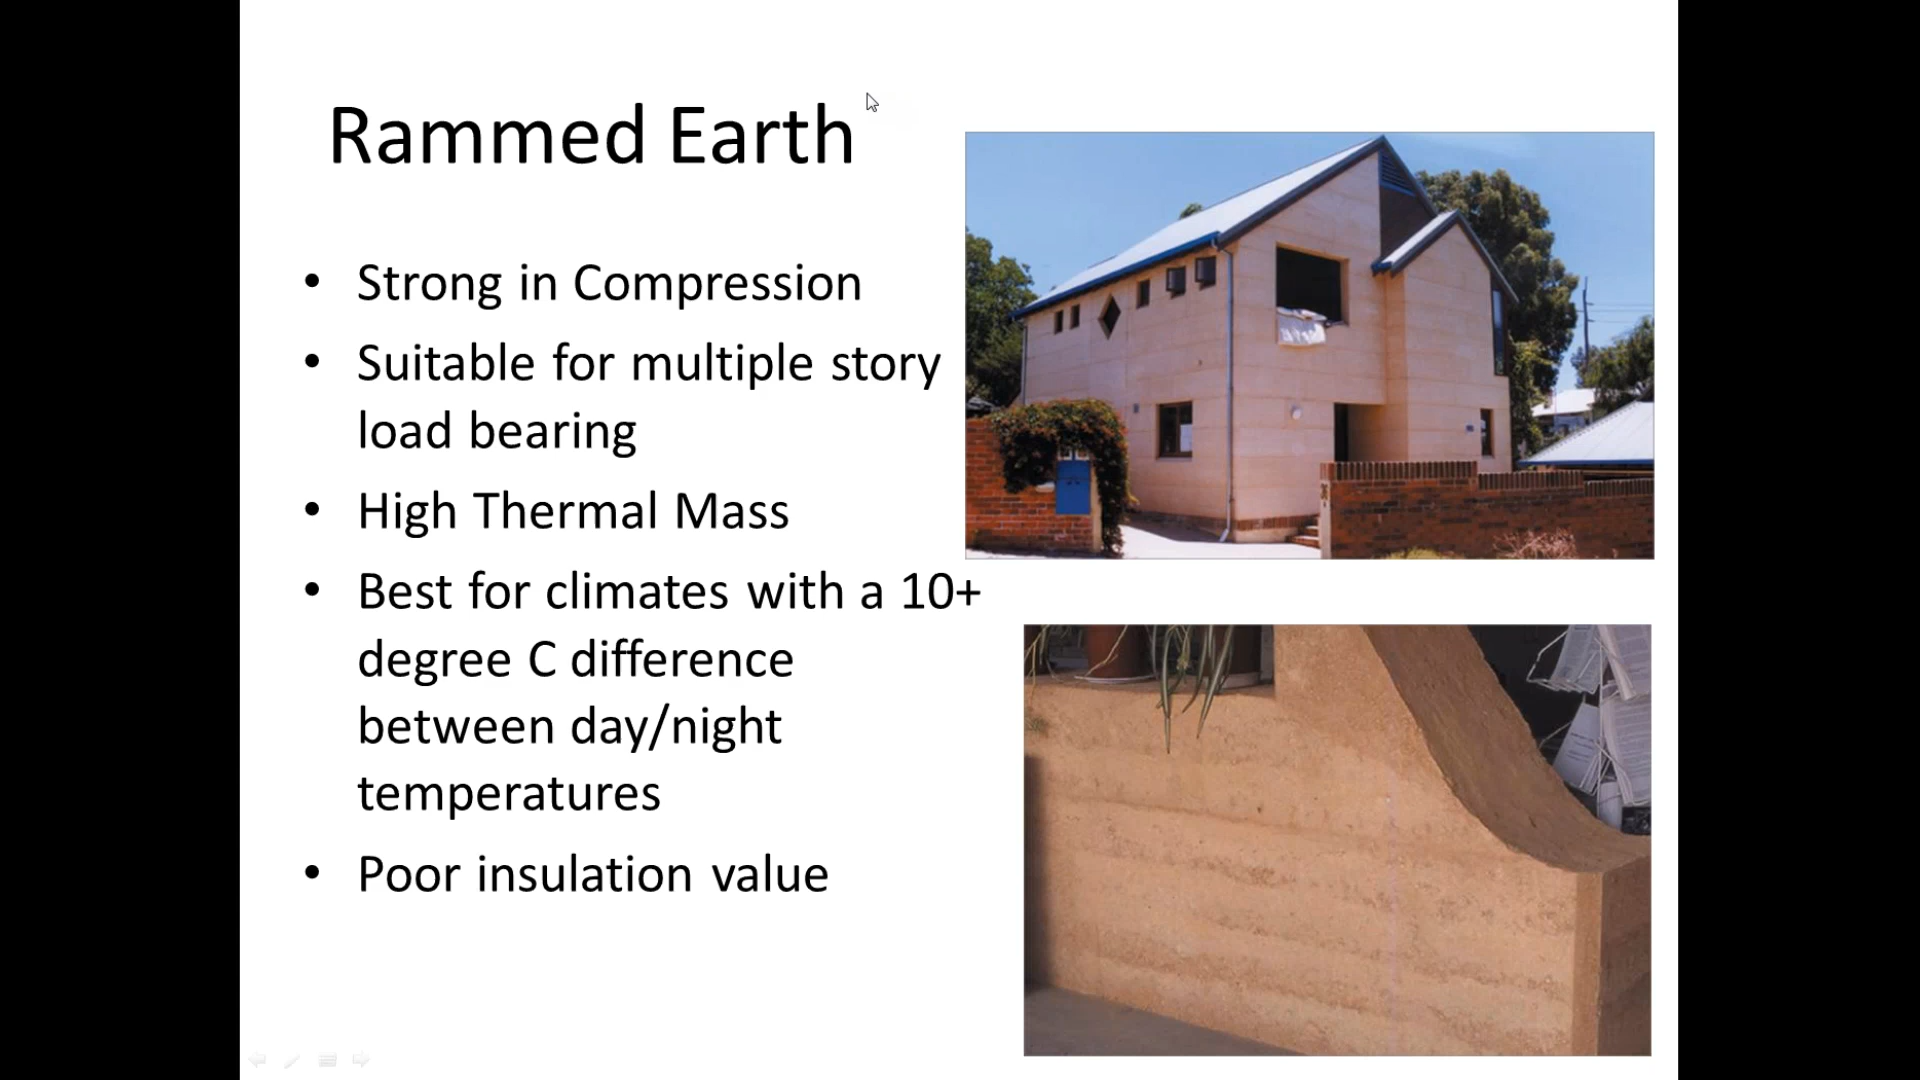 Rammed Earth
• Strong in Compression
• Suitable for multiple story
load bearing
• High Thermal Mass
• Best for climates with a 10+
degree C difference
between day/night
temperatures
• Poor insulation value